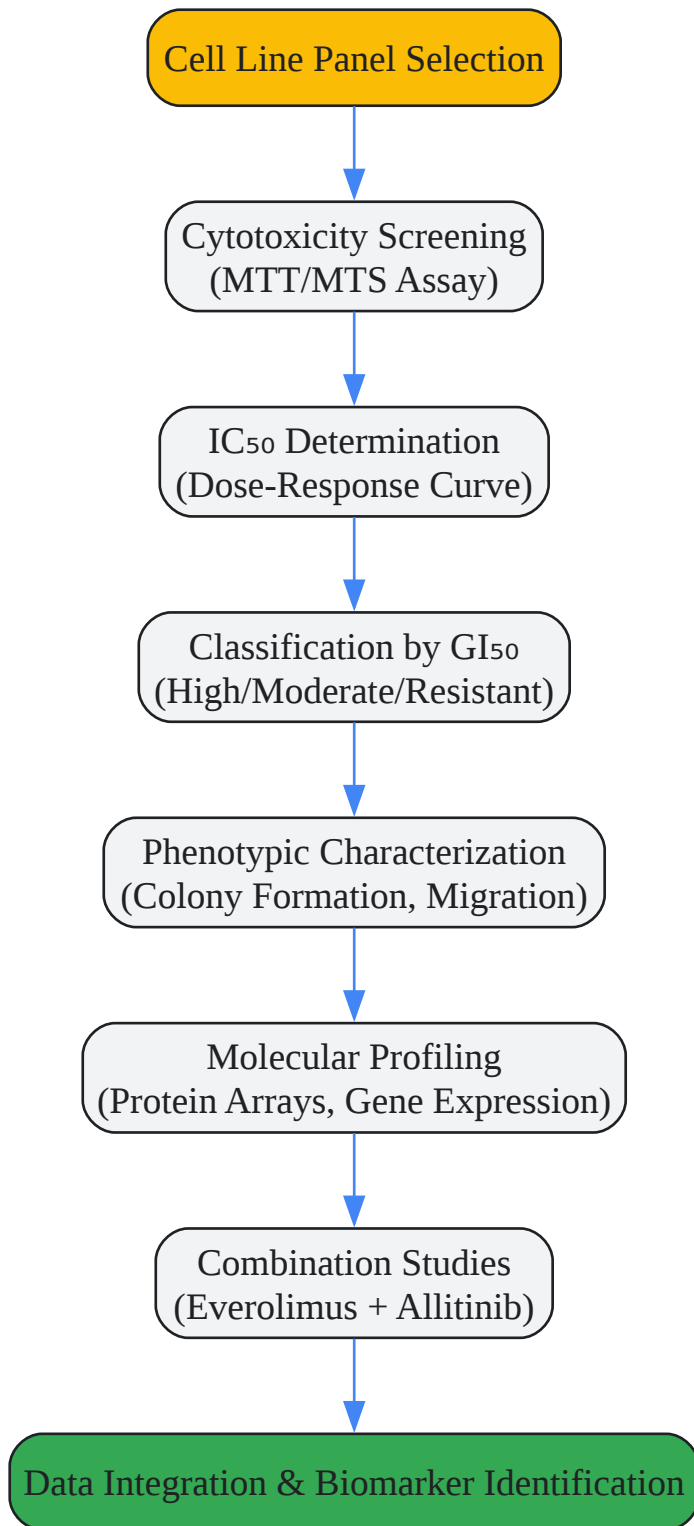 Cell Line Panel Selection
Cytotoxicity Screening
(MTT/MTS Assay)
IC₅₀ Determination
(Dose-Response Curve)
Classification by GI₅₀
(High/Moderate/Resistant)
Phenotypic Characterization
(Colony Formation, Migration)
Molecular Profiling
(Protein Arrays, Gene Expression)
Combination Studies
(Everolimus + Allitinib)
Data Integration & Biomarker Identification